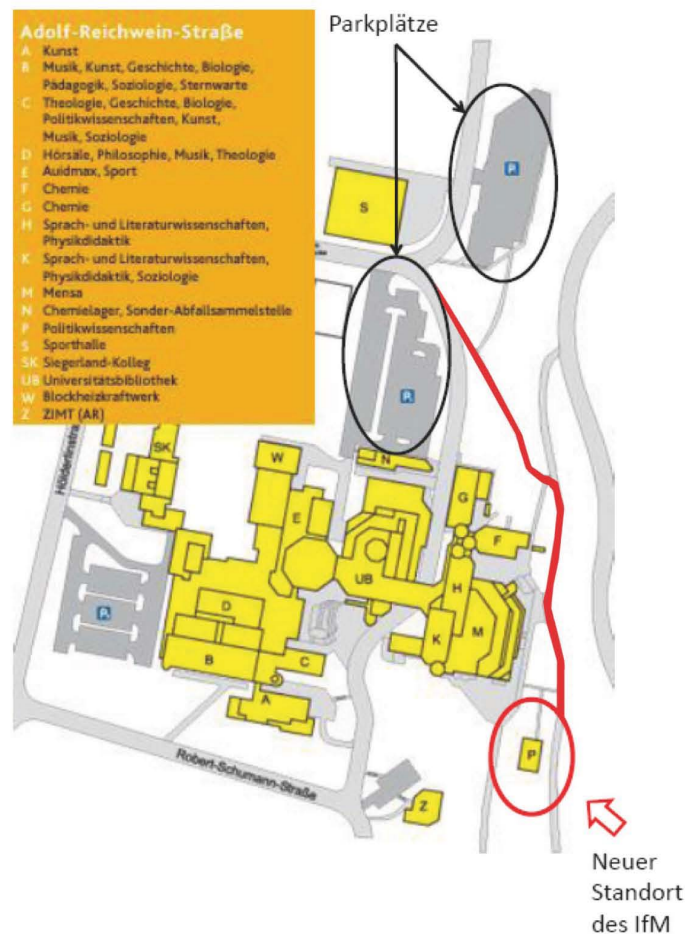 Parkplätze
Adolf-Reichwein-Straße
A Kunst
B Musik, Kunst, Geschichte, Biologie,
Pädagogik, Soziologie, Sternwarte
C Theologie, Geschichte, Biologie,
Politikwissenschaften, Kunst,
Musik, Soziologie
D Hörsäle, Philosophie, Musik, Theologie
E Auidmax, Sport
F Chemie
G Chemie
H Sprach- und Literaturwissenschaften,
Physikdidaktik
K Sprach- und Literaturwissenschaften,
Physikdidaktik, Soziologie
M Mensa
N Chemielager, Sonder-Abfallsammelstelle
P Politikwissenschaften
S Sporthalle
SK Siegerland-Kolleg
UB Universitätsbibliothek
W Blockheizkraftwerk
Z ZIMT (AR)
P
S
P
Hölderlinstraße
SK
W
N
G
E
F
UB
H
P
D
M
K
B
C
A
P
Robert-Schumann-Straße
Z
Neuer
Standort
des IfM